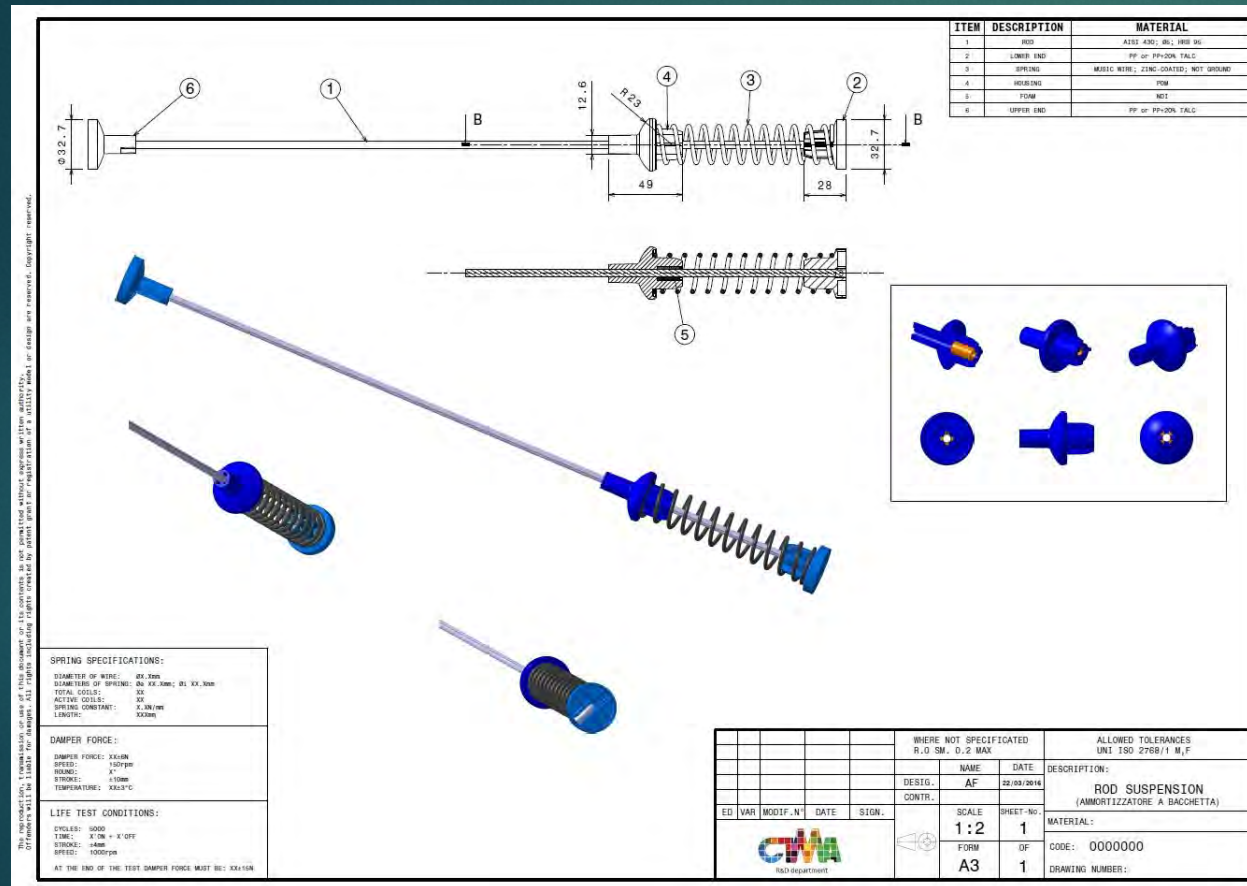 ITEM DESCRIPTION MATERIAL
1 ROD AISI 430; Ø5; HRB 95
2 LOWER END PP or PP+20% TALC
3 SPRING MUSIC WIRE; ZINC-COATED; NOT GROUND
4 HOUSING POM
5 FOAM
6 UPPER END PP or PP+20% TALC
6 1 4 3 2
B B
Ø32.7
12.6
R23
32.7
49
28
5
The reproduction, transmission or use of this document or its contents is not permitted without express written authority.
Offenders will be liable for damages. All rights including rights created by patent grant or registration of a utility model or design are reserved. Copyright reserved.
SPRING SPECIFICATIONS:
DIAMETER OF WIRE: ØX.Xmm
DIAMETERS OF SPRING: Øe XX.Xmm; Øi XX.Xmm
TOTAL COILS: XX
ACTIVE COILS: XX
SPRING CONSTANT: X.XN/mm
LENGTH: XXXmm
DAMPER FORCE:
DAMPER FORCE: XX±6N
SPEED: 150rpm
ROUND: X°
STROKE: ±10mm
TEMPERATURE: XX±3°C
LIFE TEST CONDITIONS:
CYCLES: 5000
TIME: X'ON + X'OFF
STROKE: ±4mm
SPEED: 1000rpm
AT THE END OF THE TEST DAMPER FORCE MUST BE: XX±16N
WHERE NOT SPECIFICATED
R.0 SM. 0.2 MAX
ALLOWED TOLERANCES
UNI ISO 2768/1 M,F
NAME DATE
DESIG. AF 22/03/2016
CONTR.
DESCRIPTION:
ROD SUSPENSION
(AMMORTIZZATORE A BACCHETTA)
ED VAR MODIF.N° DATE SIGN.
SCALE
1:2
SHEET-No.
1
MATERIAL:
FORM
A3
OF
1
CODE: 0000000
DRAWING NUMBER:
CTMA
R&D department